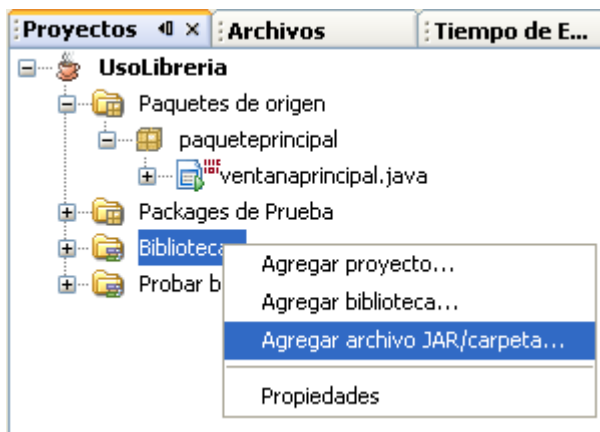 Proyectos
Archivos
Tiempo de E...
UsoLibreria
Paquetes de origen
paqueteprincipal
ventanaprincipal.java
Packages de Prueba
Biblioteca
Agregar proyecto...
Agregar biblioteca...
Probar b
Agregar archivo JAR/carpeta...
Propiedades